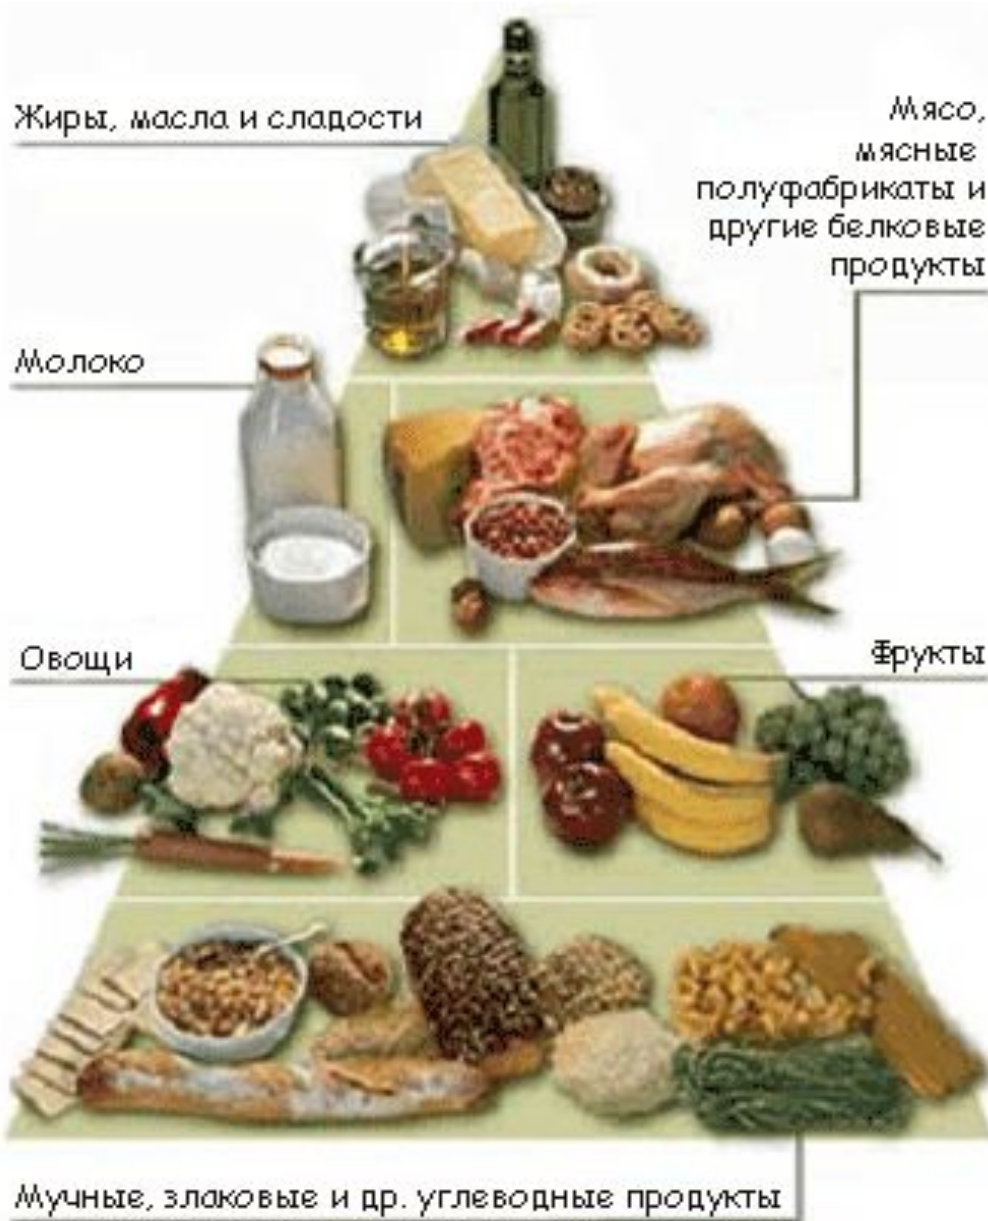 Жиры, масла и сладости
Мясо,
мясные
полуфабрикаты и
другие белковые
продукты
Молоко
Овощи
Фрукты
Мучные, злаковые и др. углеводные продукты